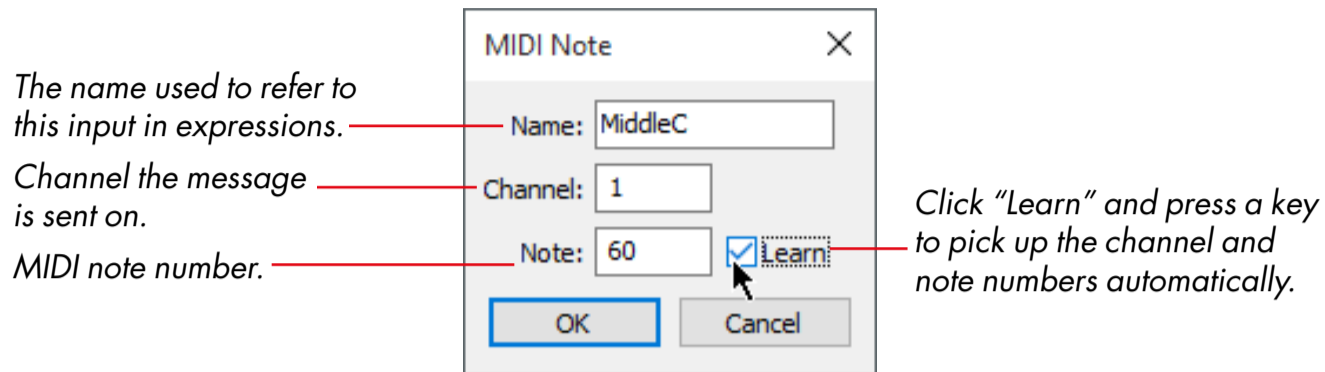 MIDI Note
The name used to refer to
this input in expressions.
Name: MiddleC
Channel the message
is sent on.
Channel: 1
MIDI note number.
Note: 60 Learn
Click “Learn” and press a key
to pick up the channel and
note numbers automatically.
OK Cancel